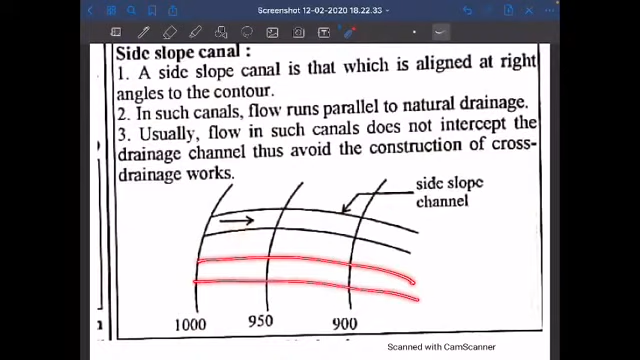 Screenshot 12-02-2020 18.22.33
Side slope canal :
1. A side slope canal is that which is aligned at right
angles to the contour.
2. In such canals, flow runs parallel to natural drainage.
3. Usually, flow in such canals does not intercept the
drainage channel thus avoid the construction of cross-
drainage works.
side slope
channel
1000 950 900
Scanned with CamScanner